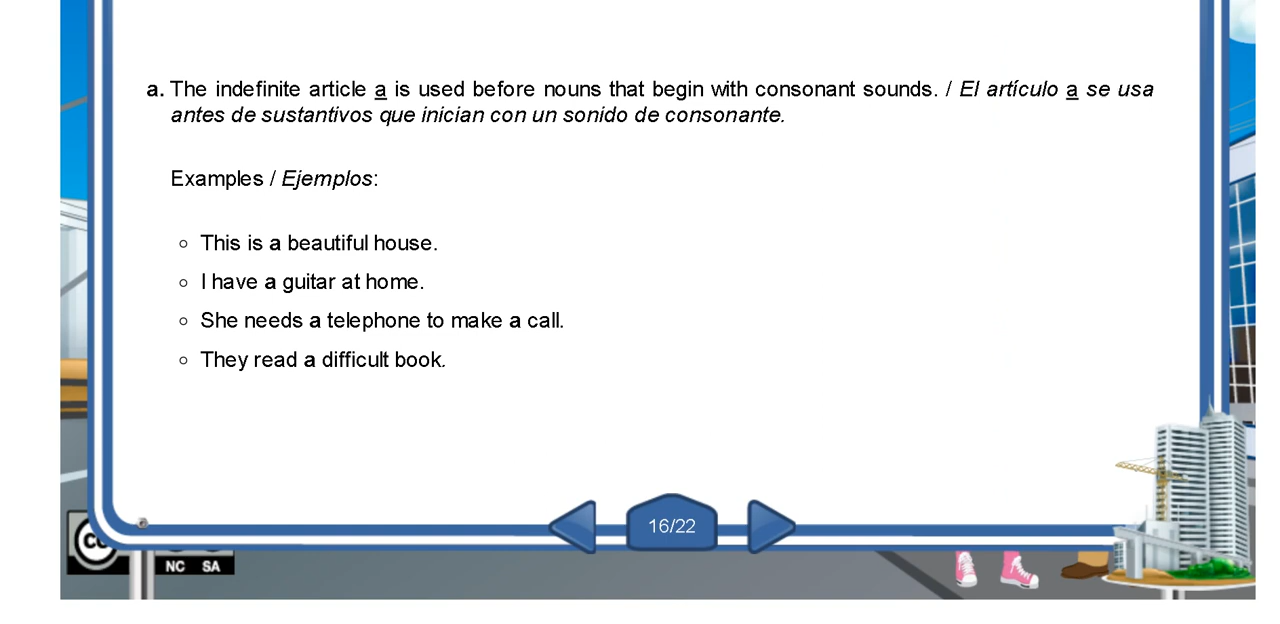 a. The indefinite article a is used before nouns that begin with consonant sounds. / El artículo a se usa
antes de sustantivos que inician con un sonido de consonante.
Examples / Ejemplos:
This is a beautiful house.
I have a guitar at home.
She needs a telephone to make a call.
They read a difficult book.
16/22
NC SA